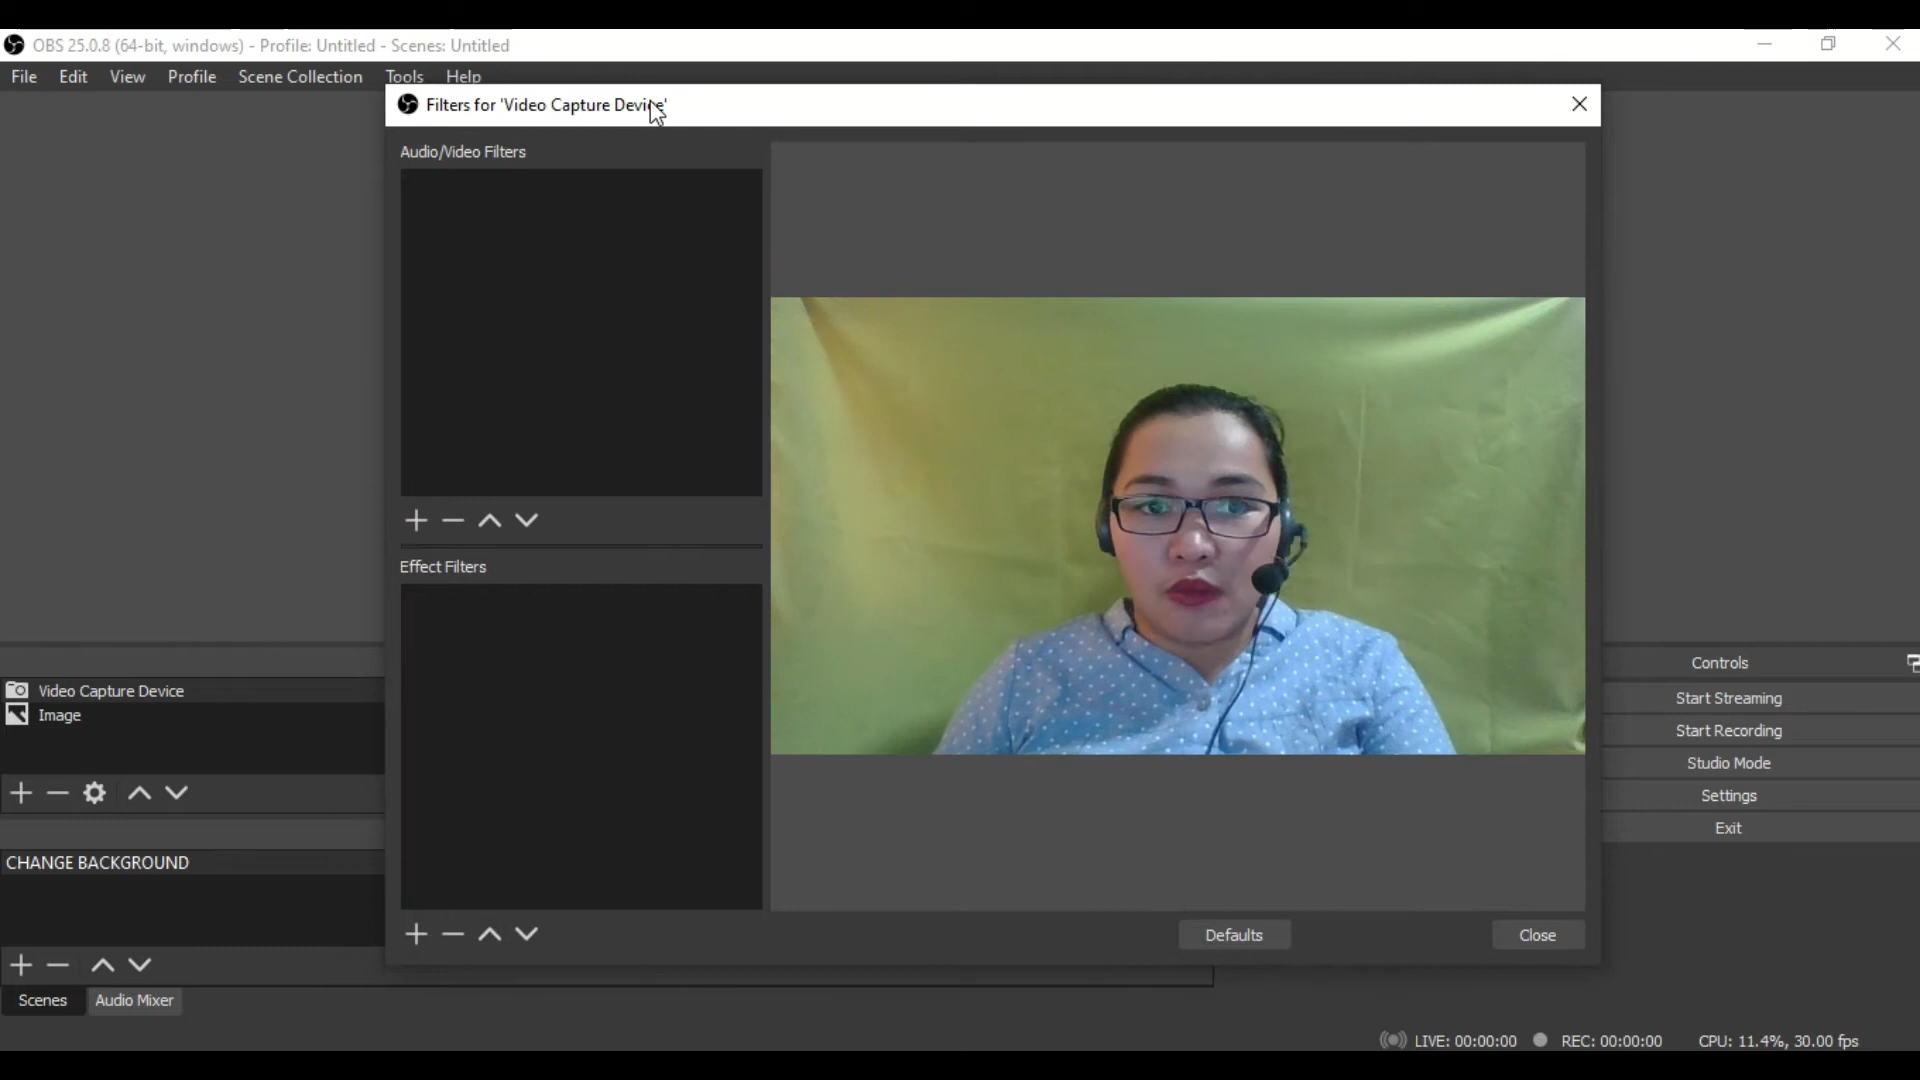 OBS 25.0.8 (64-bit, windows) - Profile: Untitled - Scenes: Untitled
File Edit View Profile Scene Collection Tools Help
Filters for 'Video Capture Device'
Audio/Video Filters
Effect Filters
Defaults
Close
Video Capture Device
Image
CHANGE BACKGROUND
Scenes Audio Mixer
Controls
Start Streaming
Start Recording
Studio Mode
Settings
Exit
LIVE: 00:00:00 REC: 00:00:00 CPU: 11.4%, 30.00 fps